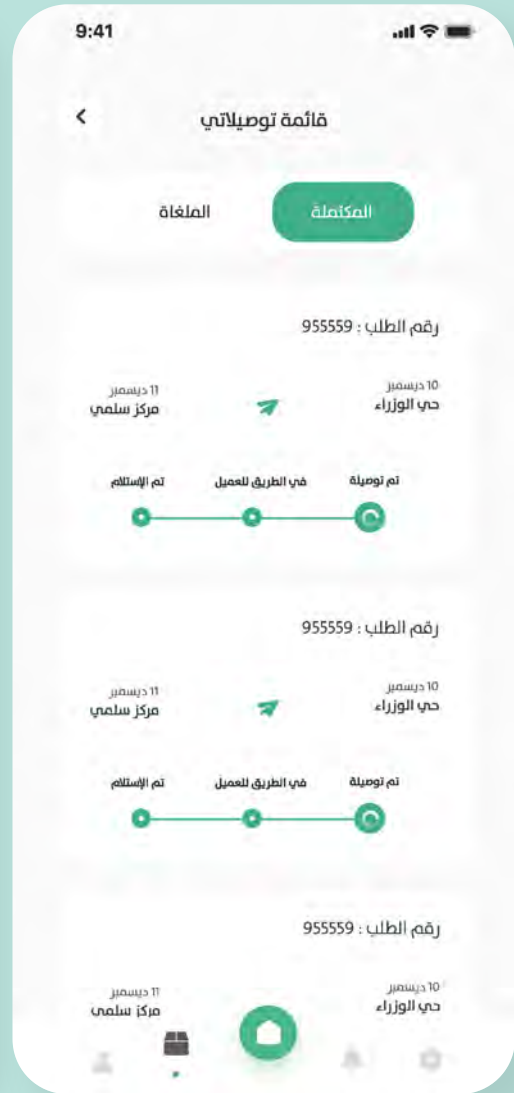 9:41
قائمة توصيلاتي
المكتملة الملغاة
رقم الطلب : 955559
10 ديسمبر 11 ديسمبر
حي الوزراء مركز سلمي
تم توصيلة في الطريق للعميل تم الإستلام
رقم الطلب : 955559
10 ديسمبر 11 ديسمبر
حي الوزراء مركز سلمي
تم توصيلة في الطريق للعميل تم الإستلام
رقم الطلب : 955559
10 ديسمبر 11 ديسمبر
حي الوزراء مركز سلمي